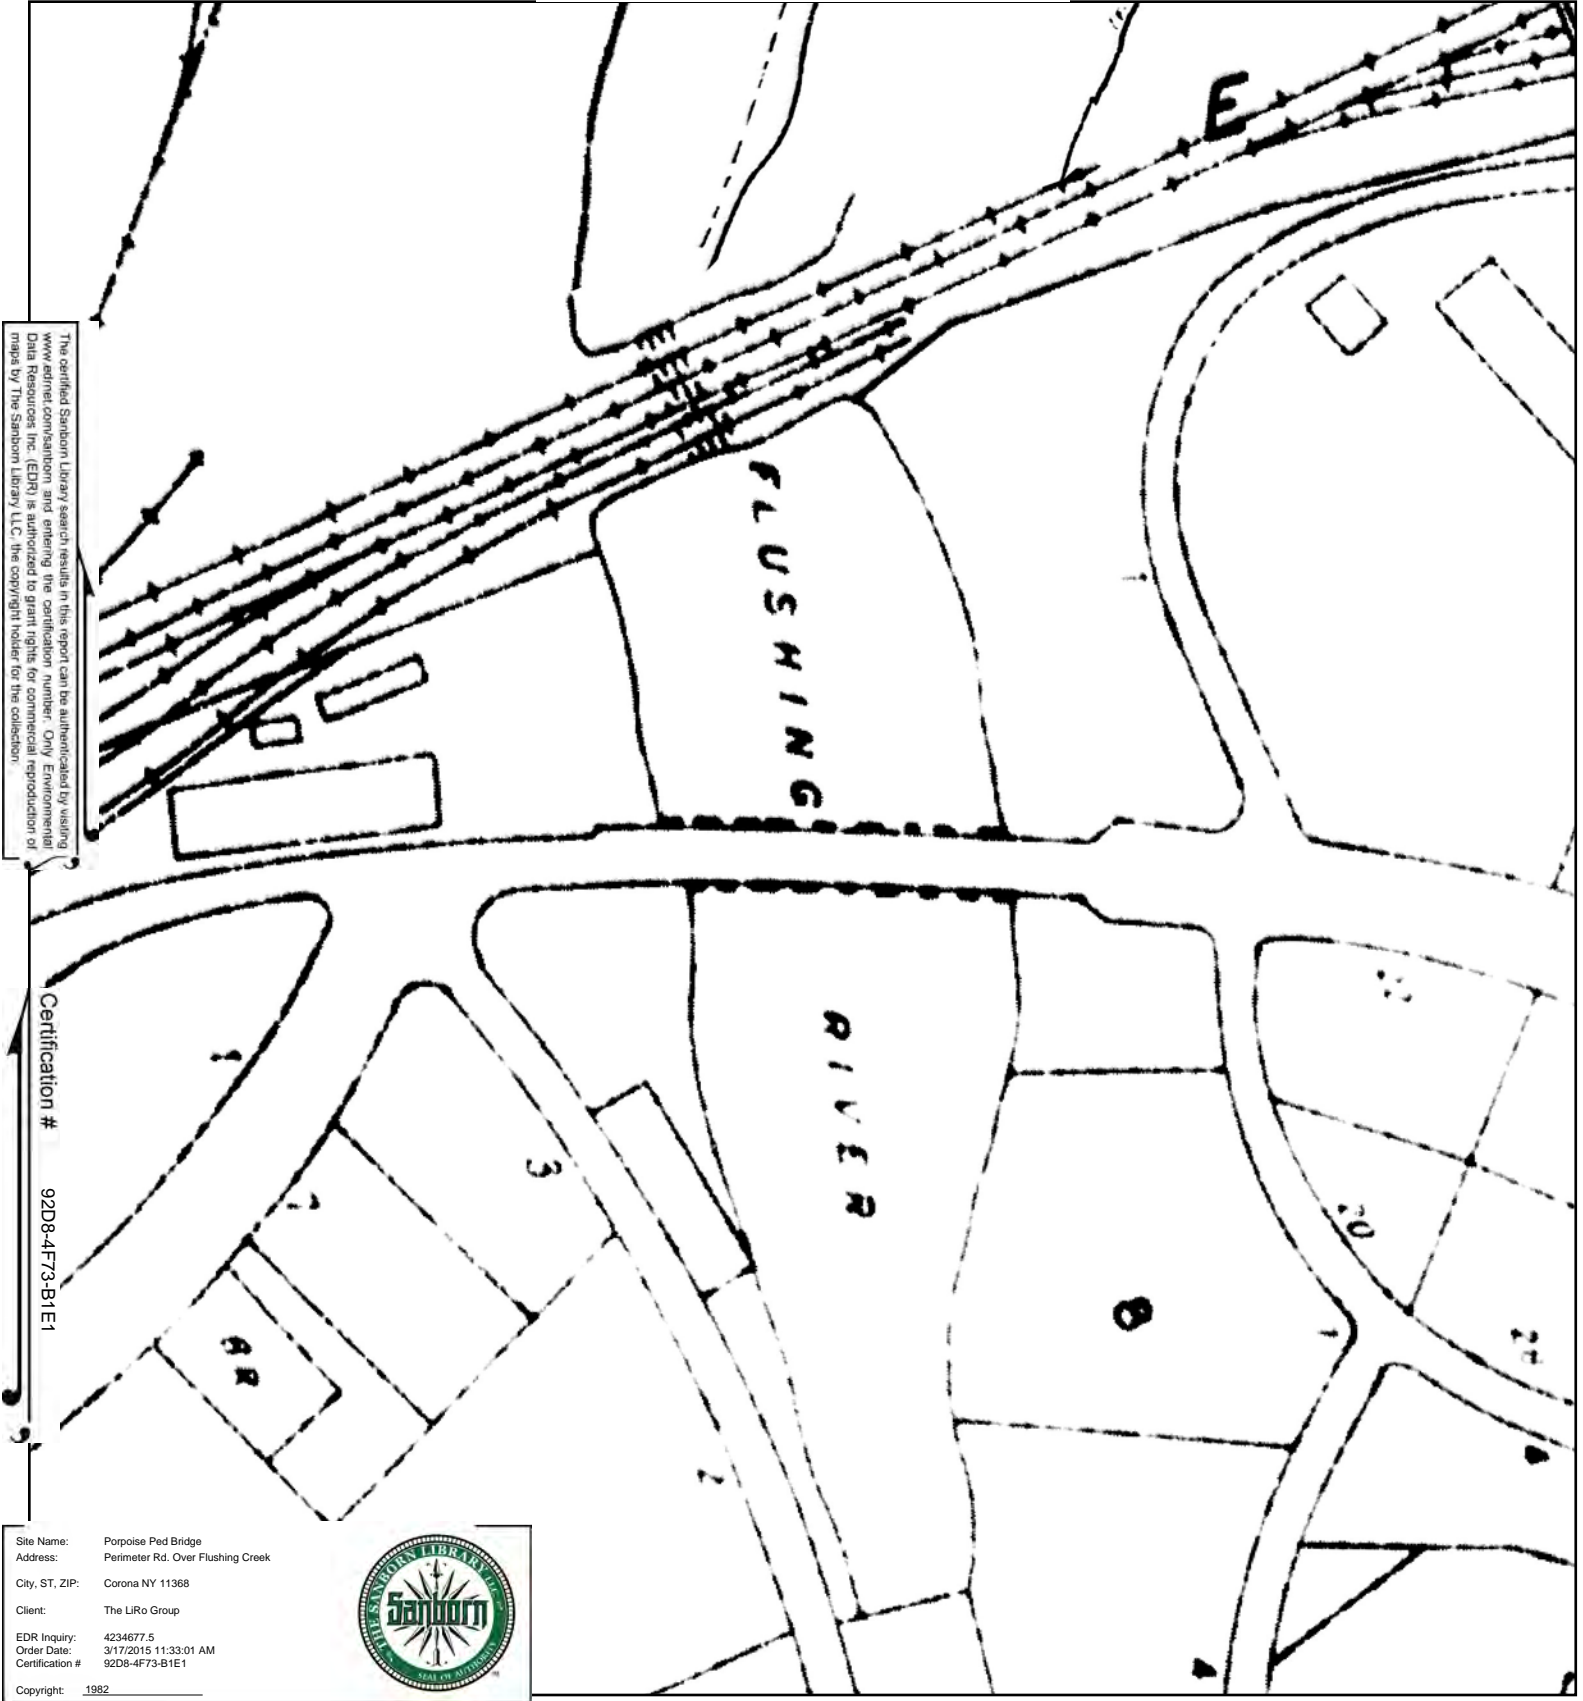 E
FLUSHING
RIVER
1
1
3
7
AR
2
8
1
20
4
4
The certified Sanborn Library search results in this report can be authenticated by visiting
www.edrnet.com/sanborn and entering the certification number. Only Environmental
Data Resources Inc. (EDR) is authorized to grant rights for commercial reproduction of
maps by The Sanborn Library LLC, the copyright holder for the collection.
Certification # 92D8-4F73-B1E1
Site Name: Porpoise Ped Bridge
Address: Perimeter Rd. Over Flushing Creek
City, ST, ZIP: Corona NY 11368
Client: The LiRo Group
EDR Inquiry: 4234677.5
Order Date: 3/17/2015 11:33:01 AM
Certification # 92D8-4F73-B1E1
Copyright: 1982
THE SANBORN LIBRARY, LLC
Sanborn
SEAL OF AUTHORITY